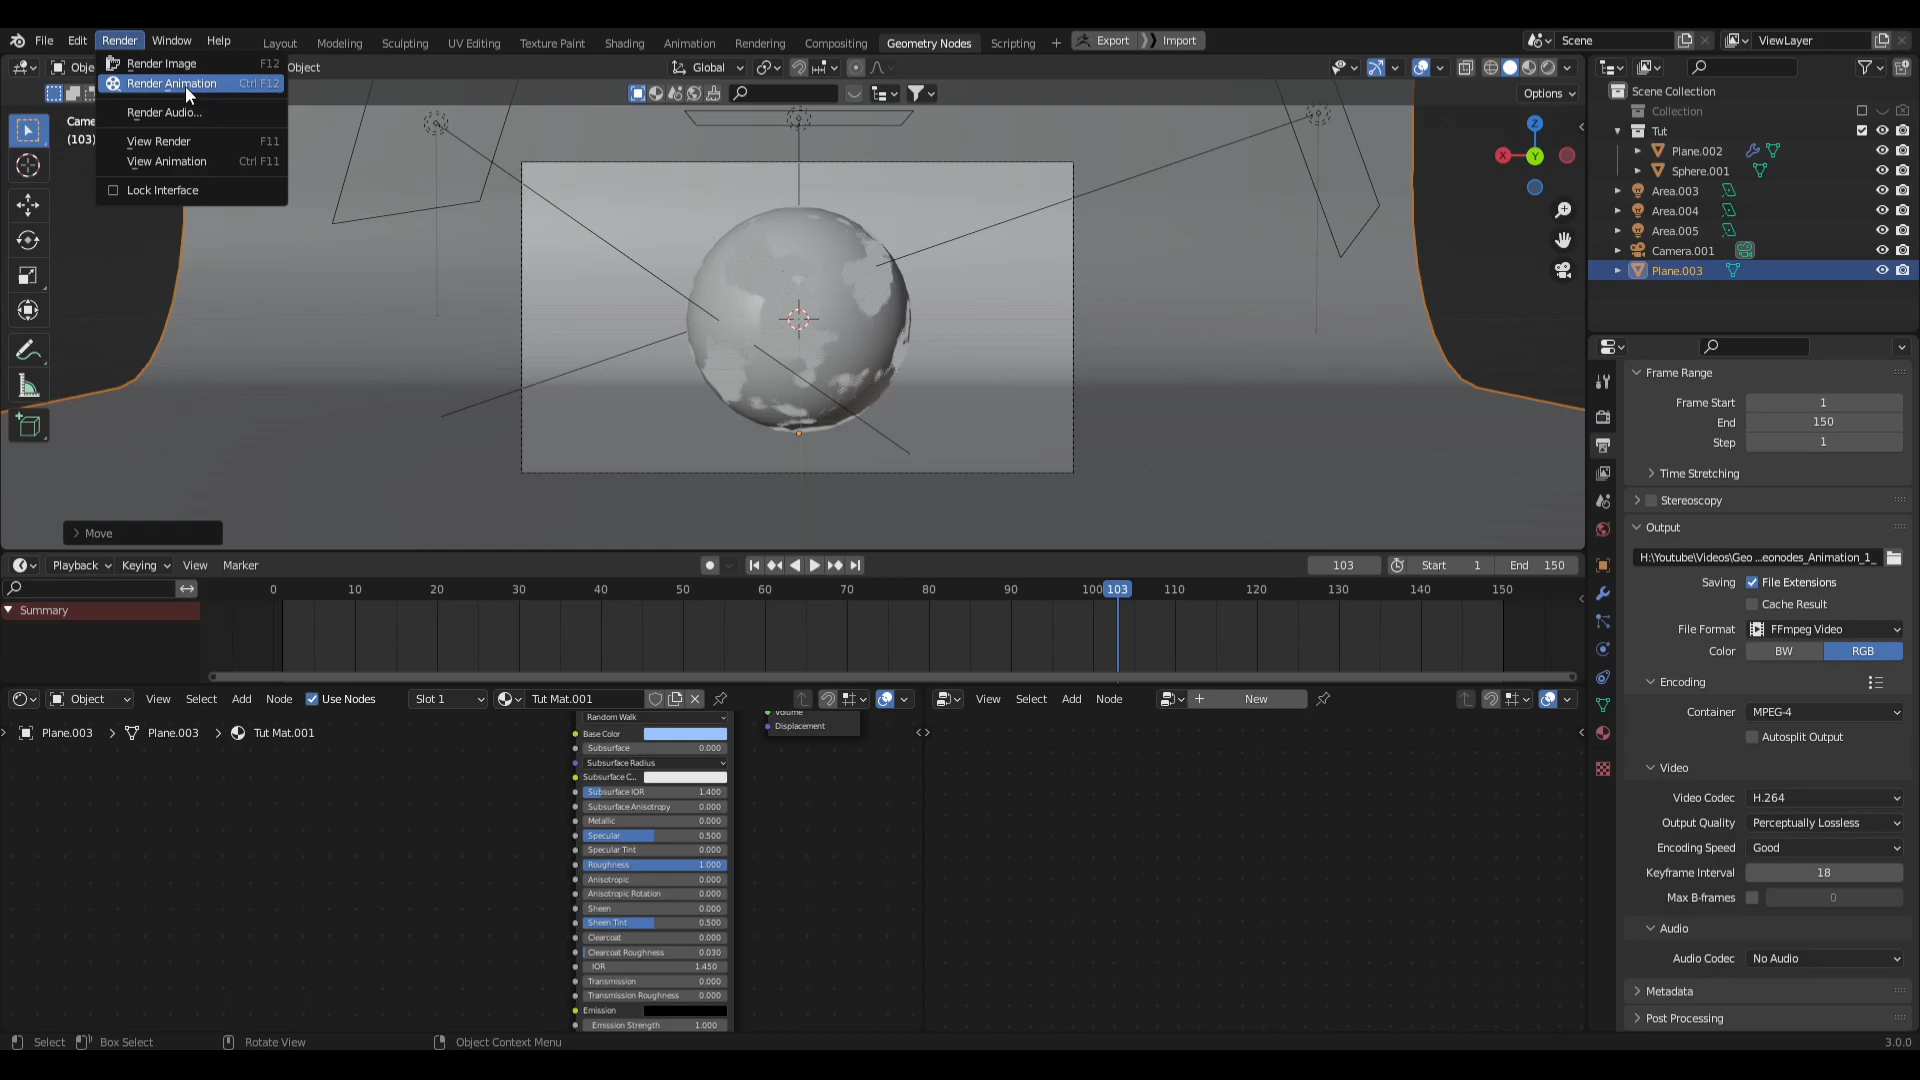 File Edit Render Window Help Layout Modeling Sculpting UV Editing Texture Paint Shading Animation Rendering Compositing Geometry Nodes Scripting + Export Import Scene ViewLayer
Render Image F12
Render Animation Ctrl F12
Render Audio...
View Render F11
View Animation Ctrl F11
Lock Interface
Obje
Object
Global
Options
Came
(103)
Z
X
Y
Move
Scene Collection
Collection
Tut
Plane.002
Sphere.001
Area.003
Area.004
Area.005
Camera.001
Plane.003
Frame Range
Frame Start 1
End 150
Step 1
Time Stretching
Stereoscopy
Output
H:\Youtube\Videos\Geo ...eonodes_Animation_1_
Saving File Extensions
Cache Result
File Format FFmpeg Video
Color BW RGB
Encoding
Container MPEG-4
Autosplit Output
Video
Video Codec H.264
Output Quality Perceptually Lossless
Encoding Speed Good
Keyframe Interval 18
Max B-frames 0
Audio
Audio Codec No Audio
Metadata
Post Processing
Playback Keying View Marker 103 Start 1 End 150
0 10 20 30 40 50 60 70 80 90 100 103 110 120 130 140 150
Summary
Object View Select Add Node Use Nodes Slot 1 Tut Mat.001
Plane.003 > Plane.003 > Tut Mat.001
View Select Add Node + New
Random Walk
Base Color
Subsurface 0.000
Subsurface Radius
Subsurface C...
Subsurface IOR 1.400
Subsurface Anisotropy 0.000
Metallic 0.000
Specular 0.500
Specular Tint 0.000
Roughness 1.000
Anisotropic 0.000
Anisotropic Rotation 0.000
Sheen 0.000
Sheen Tint 0.500
Clearcoat 0.000
Clearcoat Roughness 0.030
IOR 1.450
Transmission 0.000
Transmission Roughness 0.000
Emission
Emission Strength 1.000
Volume
Displacement
Select Box Select Rotate View Object Context Menu 3.0.0